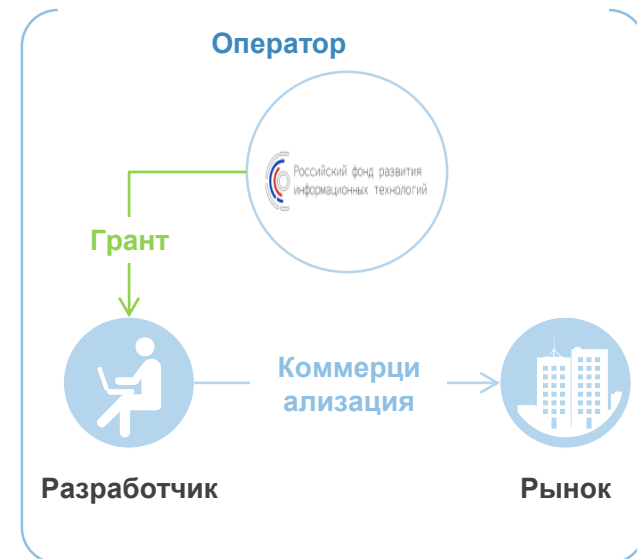 Оператор
Российский фонд развития
информационных технологий
Грант
Коммерци
ализация
Разработчик
Рынок